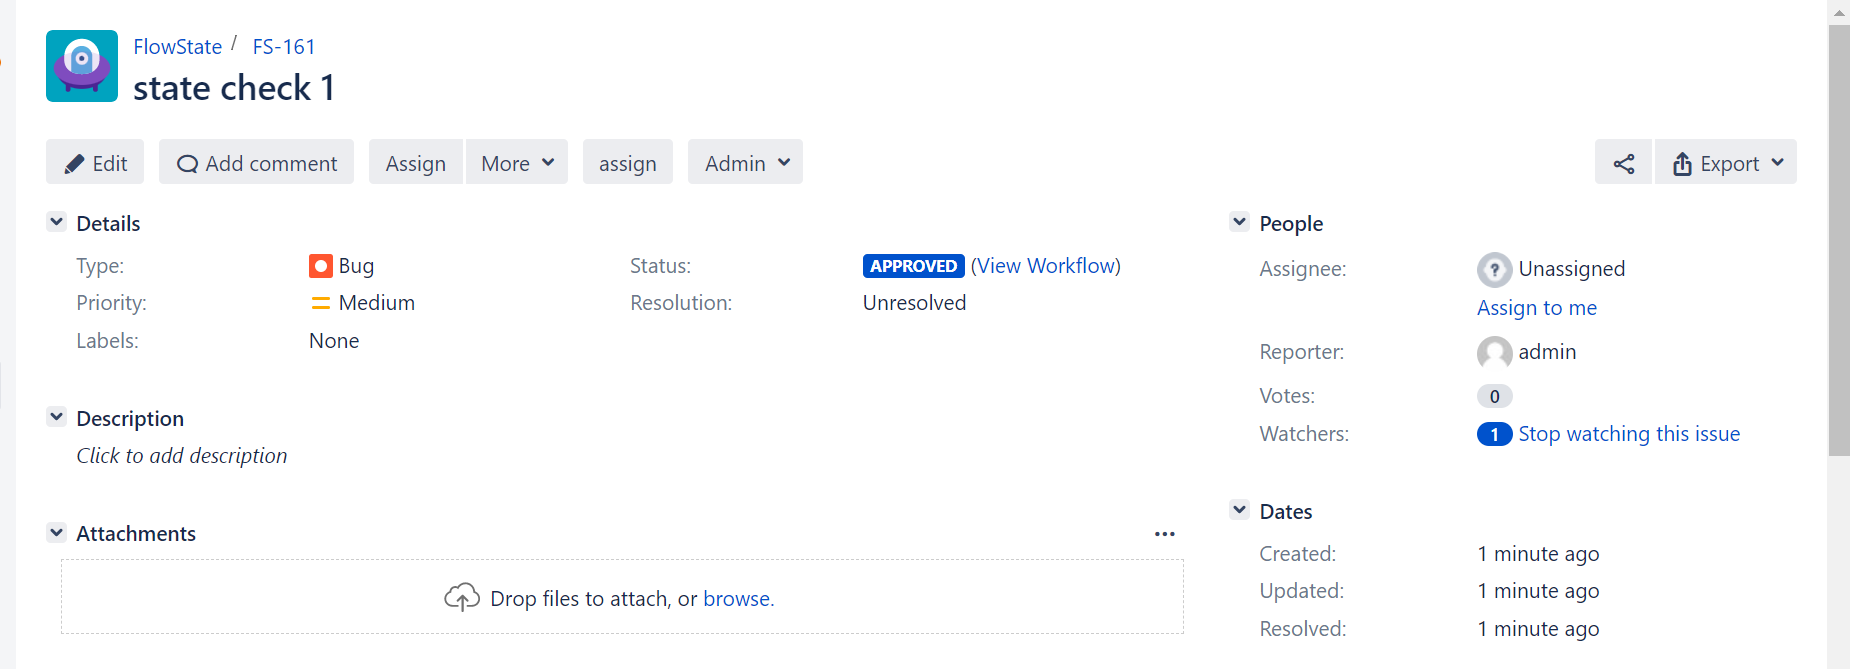 FlowState / FS-161
state check 1
Edit Add comment Assign More assign Admin Export
Details
Type: Bug Status: APPROVED (View Workflow)
Priority: Medium Resolution: Unresolved
Labels: None
Description
Click to add description
Attachments
Drop files to attach, or browse.
People
Assignee: Unassigned
Assign to me
Reporter: admin
Votes: 0
Watchers: 1 Stop watching this issue
Dates
Created: 1 minute ago
Updated: 1 minute ago
Resolved: 1 minute ago